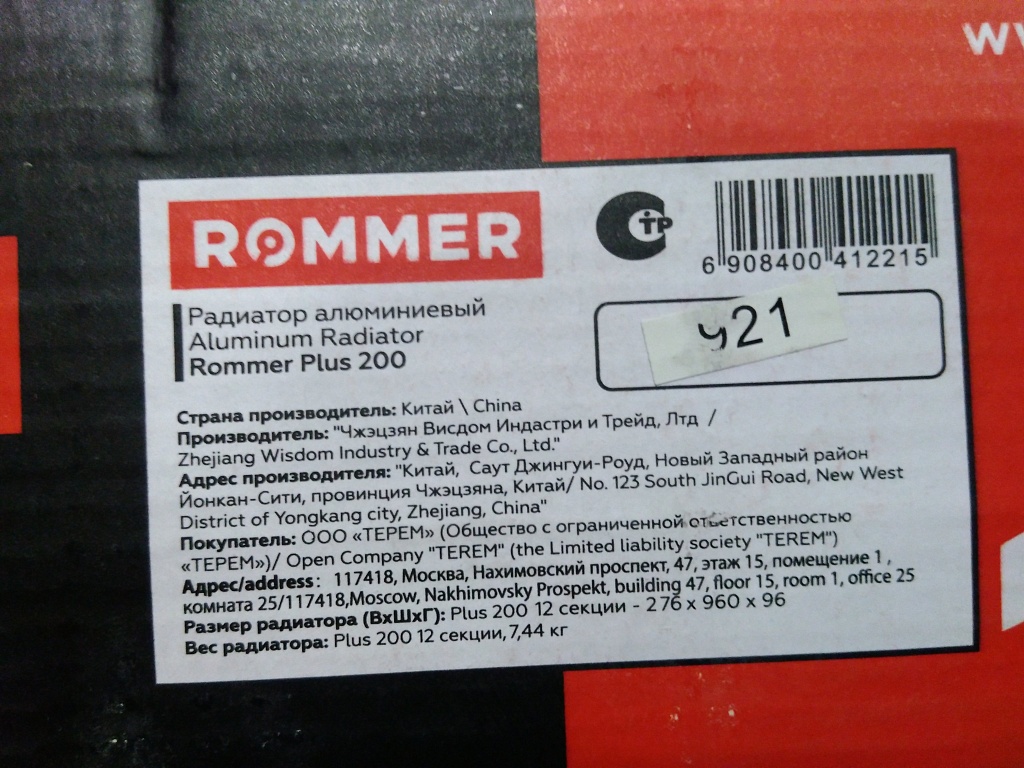 ROMMER
ТР
6 908400 412215
Радиатор алюминиевый
Aluminum Radiator
Rommer Plus 200
ч21
Страна производитель: Китай \ China
Производитель: "Чжэцзян Висдом Индастри и Трейд, Лтд /
Zhejiang Wisdom Industry & Trade Co., Ltd."
Адрес производителя: "Китай, Саут Джингуи-Роуд, Новый Западный район
Йонкан-Сити, провинция Чжэцзяна, Китай/ No. 123 South JinGui Road, New West
District of Yongkang city, Zhejiang, China"
Покупатель: ООО «ТЕРЕМ» (Общество с ограниченной ответственностью
«ТЕРЕМ»)/ Open Company "TEREM" (the Limited liability society "TEREM")
Адрес/address: 117418, Москва, Нахимовский проспект, 47, этаж 15, помещение 1 ,
комната 25/117418,Moscow, Nakhimovsky Prospekt, building 47, floor 15, room 1, office 25
Размер радиатора (ВхШхГ): Plus 200 12 секции - 276 x 960 x 96
Вес радиатора: Plus 200 12 секции, 7,44 кг